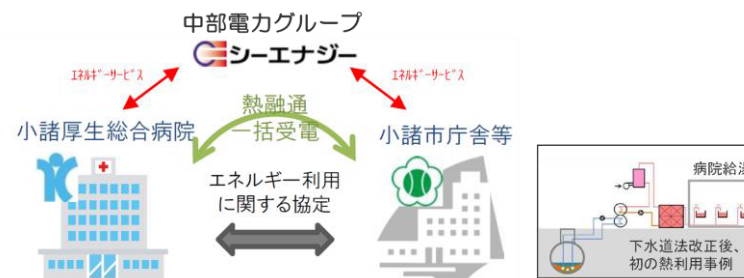 中部電力グループ
シーエナジー
ｴﾈﾙｷﾞｰｻｰﾋﾞｽ
ｴﾈﾙｷﾞｰｻｰﾋﾞｽ
熱融通
一括受電
小諸厚生総合病院
小諸市庁舎等
エネルギー利用
に関する協定
病院給湯
下水道法改正後、
初の熱利用事例